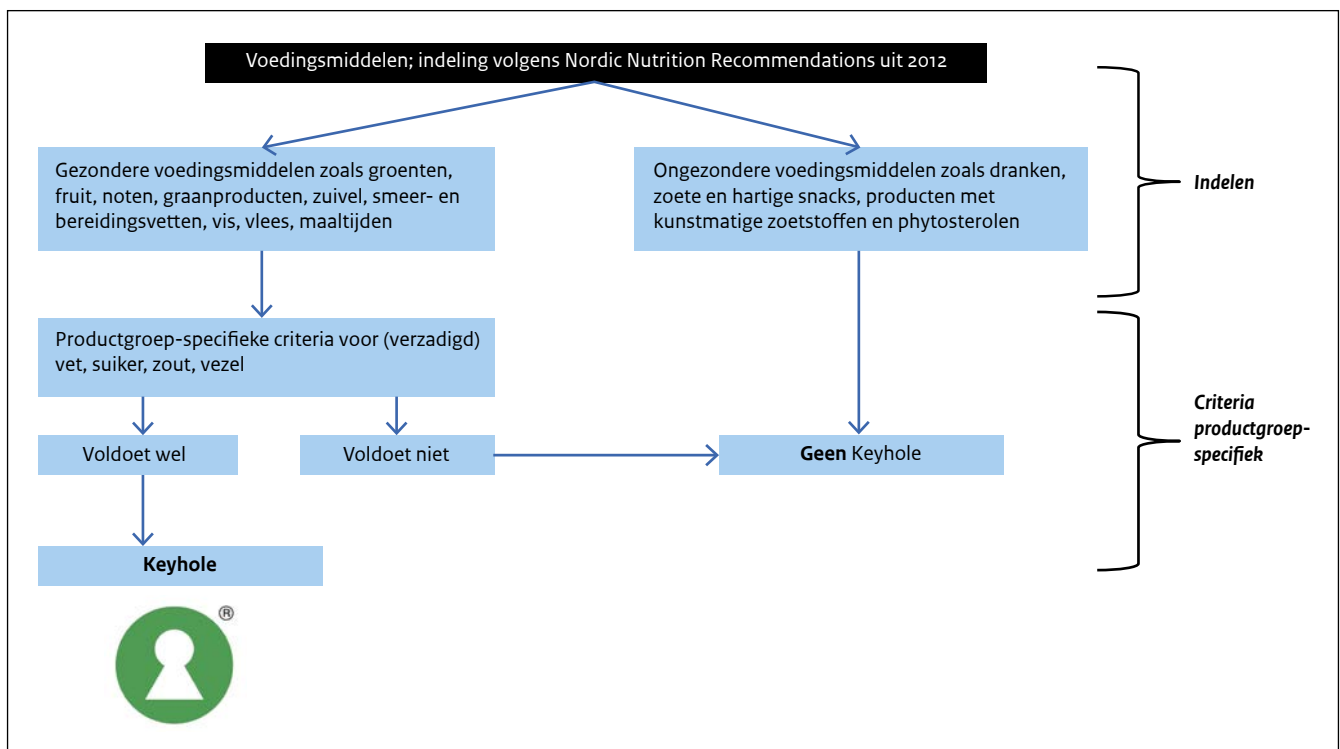 Voedingsmiddelen; indeling volgens Nordic Nutrition Recommendations uit 2012
Gezondere voedingsmiddelen zoals groenten,
fruit, noten, graanproducten, zuivel, smeer- en
bereidingsvetten, vis, vlees, maaltijden
Ongezondere voedingsmiddelen zoals dranken,
zoete en hartige snacks, producten met
kunstmatige zoetstoffen en phytosterolen
Indelen
Productgroep-specifieke criteria voor (verzadigd)
vet, suiker, zout, vezel
Criteria
productgroep-
specifiek
Voldoet wel
Voldoet niet
Geen Keyhole
Keyhole
®